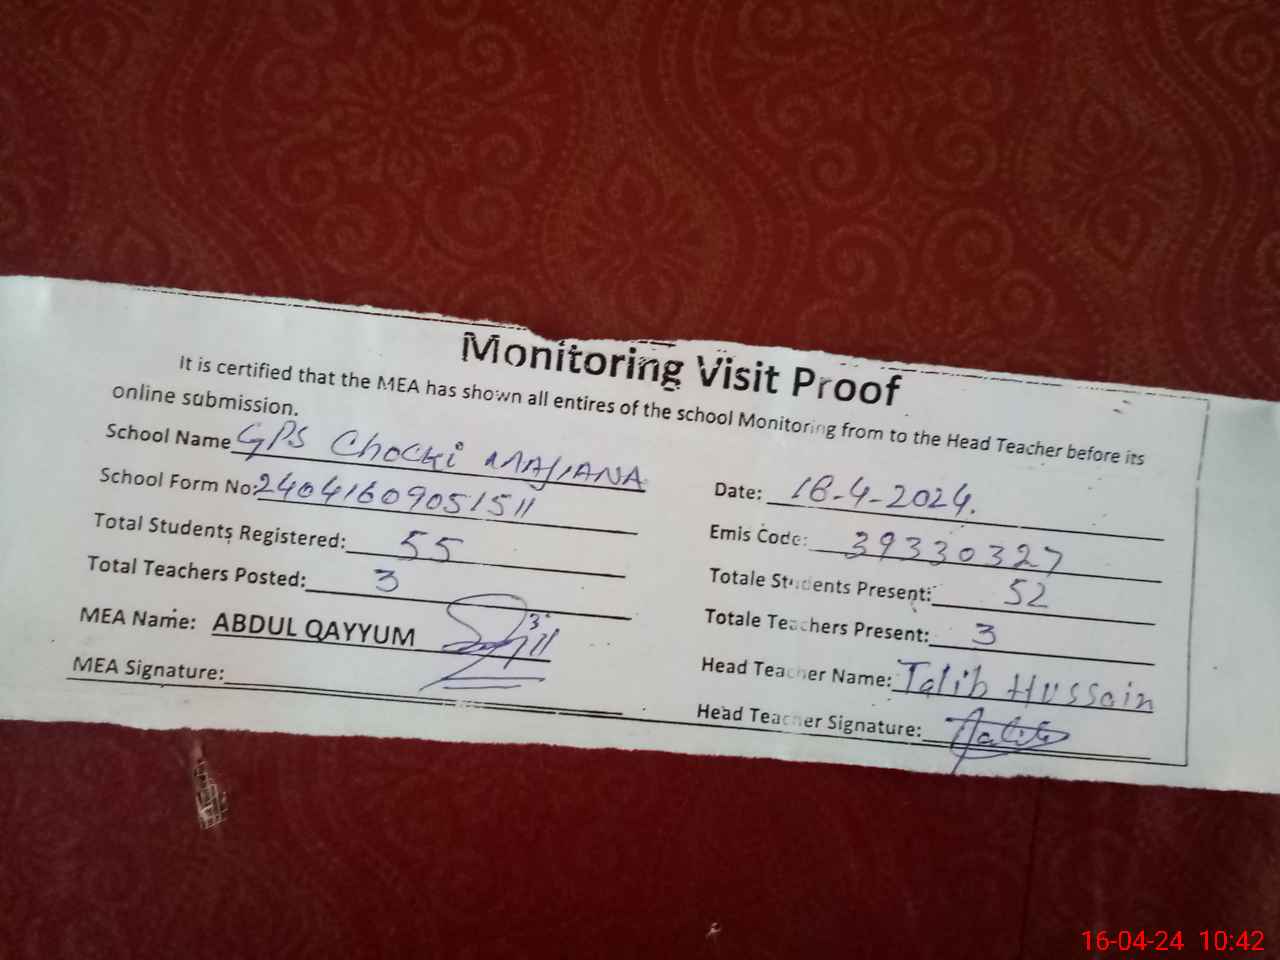 Monitoring Visit Proof
It is certified that the MEA has shown all entires of the school Monitoring from to the Head Teacher before its
online submission.
School Name GPS Chocki MAJIANA
School Form No: 24041609051511
Date: 16-4-2024.
Total Students Registered: 55
Emis Code: 39330327
Total Teachers Posted: 3
Totale Students Present: 52
MEA Name: ABDUL QAYYUM
Totale Teachers Present: 3
MEA Signature:
Head Teacher Name: Talib Hussain
Head Teacher Signature: Talib
16-04-24 10:42